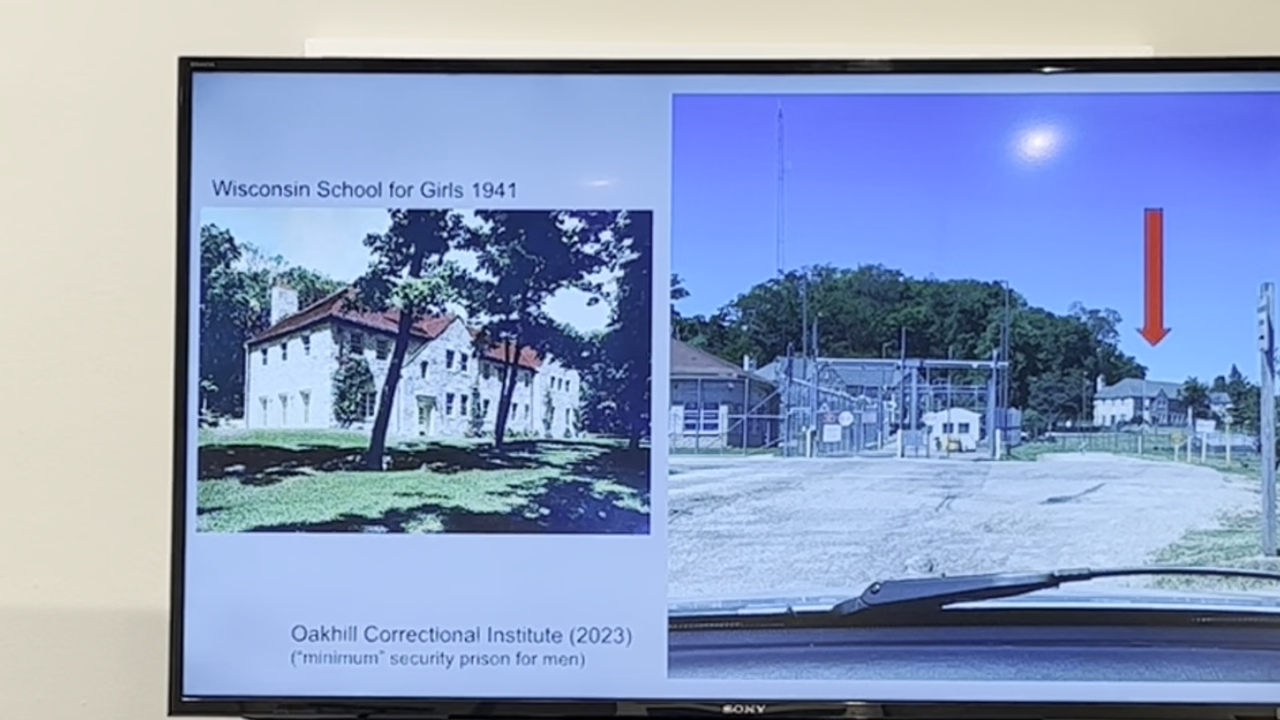 Wisconsin School for Girls 1941
Oakhill Correctional Institute (2023)
("minimum" security prison for men)
SONY